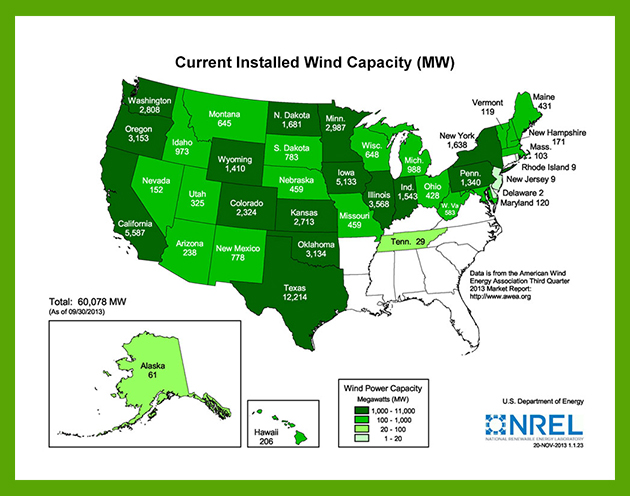 Current Installed Wind Capacity (MW)
Washington
2,808
Oregon
3,153
California
5,587
Idaho
973
Nevada
152
Montana
645
Wyoming
1,410
Utah
325
Arizona
238
Colorado
2,324
New Mexico
778
N. Dakota
1,681
S. Dakota
783
Nebraska
459
Kansas
2,713
Oklahoma
3,134
Texas
12,214
Minn.
2,987
Iowa
5,133
Missouri
459
Wisc.
648
Illinois
3,568
Mich.
988
Ind.
1,543
Ohio
428
W. Va
583
Tenn. 29
Penn.
1,340
New York
1,638
Vermont
119
Maine
431
New Hampshire
171
Mass.
103
Rhode Island 9
New Jersey 9
Delaware 2
Maryland 120
Data is from the American Wind
Energy Association Third Quarter
2013 Market Report:
http://www.awea.org
Total: 60,078 MW
(As of 09/30/2013)
Alaska
61
Hawaii
206
Wind Power Capacity
Megawatts (MW)
1,000 - 11,000
100 - 1,000
20 - 100
1 - 20
U.S. Department of Energy
NREL
NATIONAL RENEWABLE ENERGY LABORATORY
20-NOV-2013 1.1.23